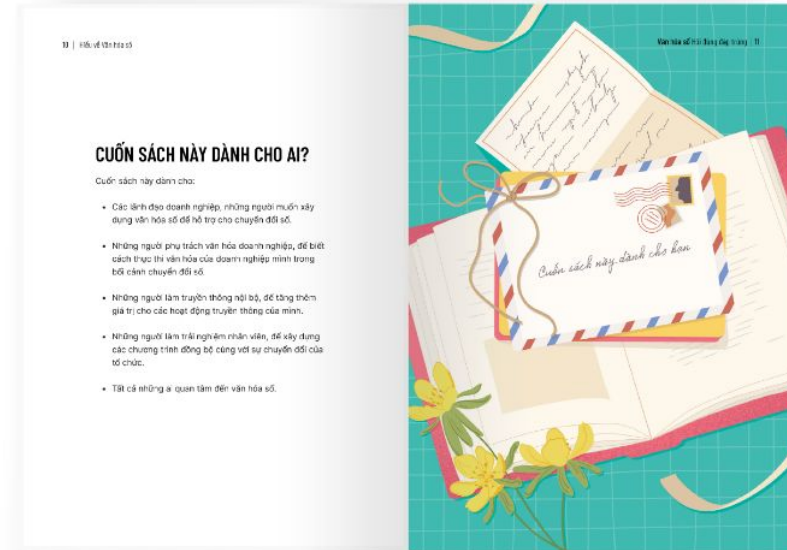 10 | Hiểu về Văn hóa số
CUỐN SÁCH NÀY DÀNH CHO AI?
Cuốn sách này dành cho:
• Các lãnh đạo doanh nghiệp, những người muốn xây
dựng văn hóa số để hỗ trợ cho chuyển đổi số.
• Những người phụ trách văn hóa doanh nghiệp, để biết
cách thực thi văn hóa của doanh nghiệp mình trong
bối cảnh chuyển đổi số.
• Những người làm truyền thông nội bộ, để tăng thêm
giá trị cho các hoạt động truyền thông của mình.
• Những người làm trải nghiệm nhân viên, để xây dựng
các chương trình đồng bộ cùng với sự chuyển đổi của
tổ chức.
• Tất cả những ai quan tâm đến văn hóa số.
Văn hóa số Hỏi đúng đáp trúng | 11
Cuốn sách này dành cho bạn